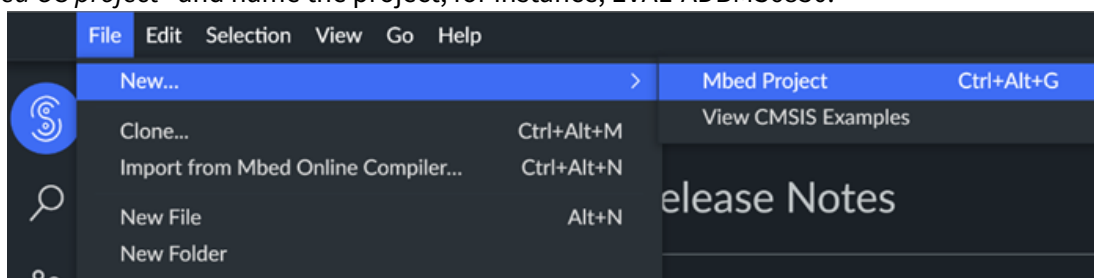 File Edit Selection View Go Help
New... > Mbed Project Ctrl+Alt+G
View CMSIS Examples
Clone... Ctrl+Alt+M
Import from Mbed Online Compiler... Ctrl+Alt+N
elease Notes
New File Alt+N
New Folder